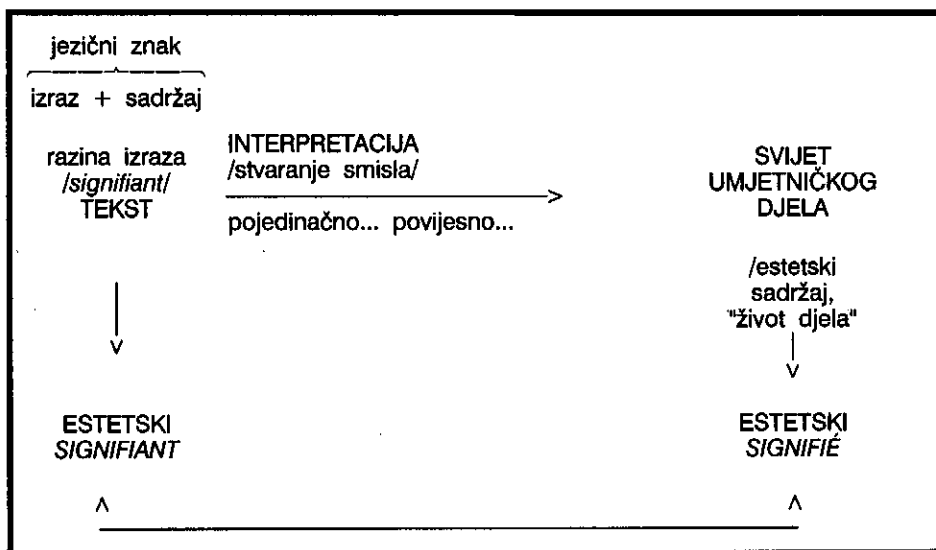 jezični znak
izraz + sadržaj
razina izraza
/signifiant/
TEKST
INTERPRETACIJA
/stvaranje smisla/
pojedinačno... povijesno...
SVIJET
UMJETNIČKOG
DJELA
/estetski
sadržaj,
"život djela"
ESTETSKI
SIGNIFIANT
ESTETSKI
SIGNIFIÉ